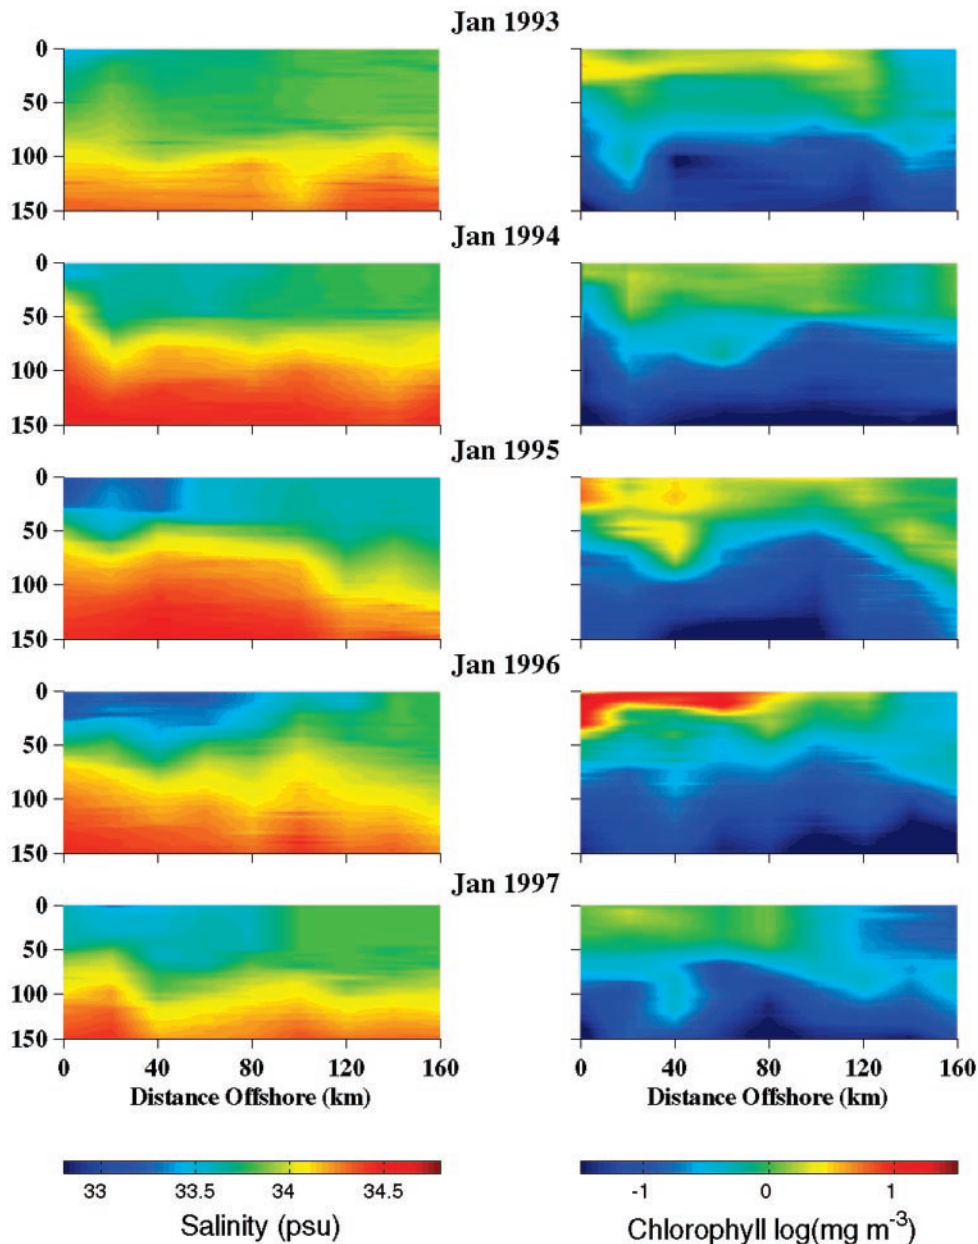 Jan 1993
0
50
100
150
Jan 1994
0
50
100
150
Jan 1995
0
50
100
150
Jan 1996
0
50
100
150
Jan 1997
0
50
100
150
0 40 80 120 160 0 40 80 120 160
Distance Offshore (km) Distance Offshore (km)
33 33.5 34 34.5 -1 0 1
Salinity (psu) Chlorophyll log(mg m-3)